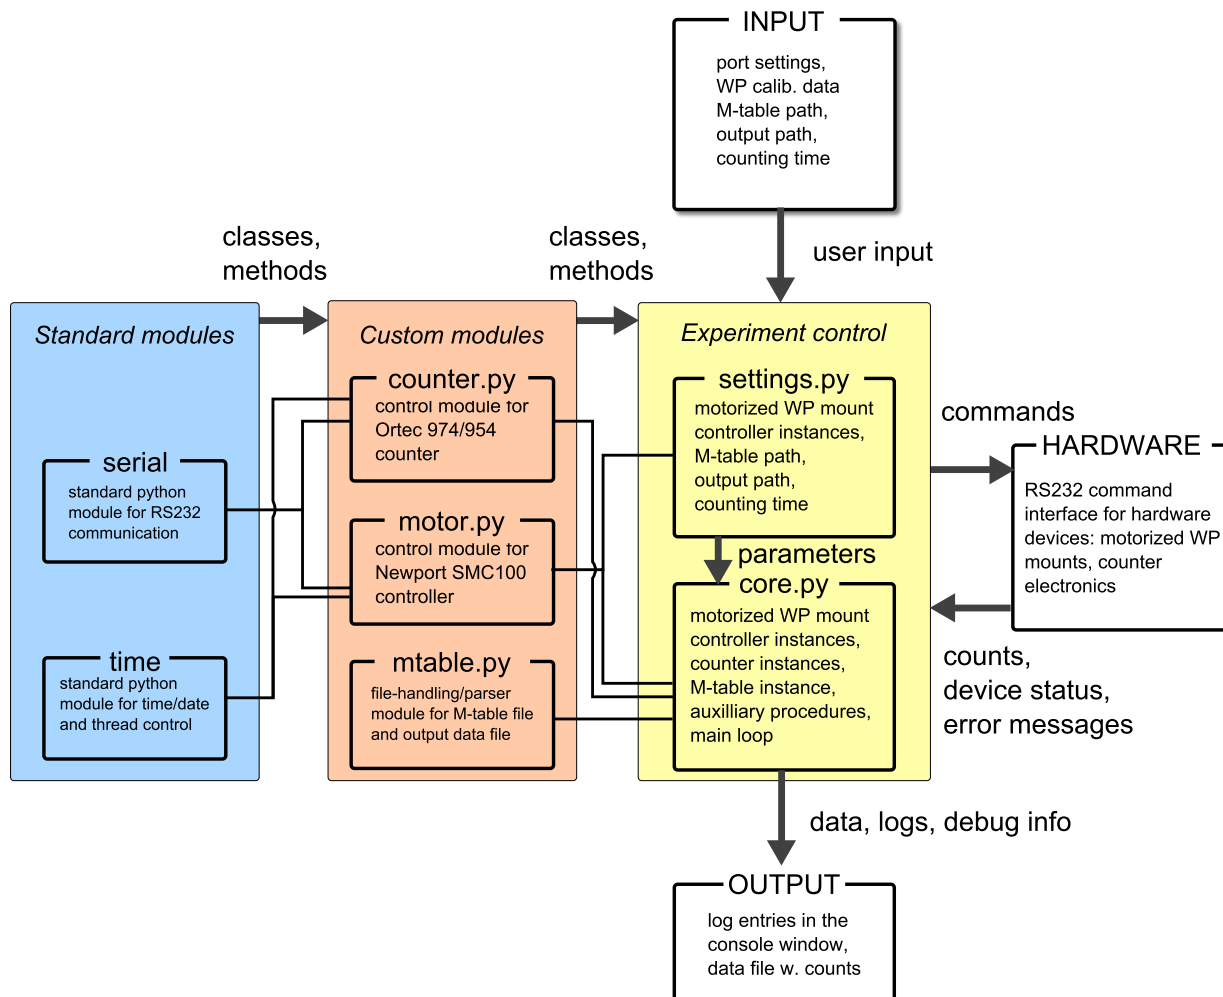 INPUT
port settings,
WP calib. data
M-table path,
output path,
counting time
user input
classes,
methods
classes,
methods
Standard modules
serial
standard python
module for RS232
communication
time
standard python
module for time/date
and thread control
Custom modules
counter.py
control module for
Ortec 974/954
counter
motor.py
control module for
Newport SMC100
controller
mtable.py
file-handling/parser
module for M-table file
and output data file
Experiment control
settings.py
motorized WP mount
controller instances,
M-table path,
output path,
counting time
parameters
core.py
motorized WP mount
controller instances,
counter instances,
M-table instance,
auxilliary procedures,
main loop
commands
HARDWARE
RS232 command
interface for hardware
devices: motorized WP
mounts, counter
electronics
counts,
device status,
error messages
data, logs, debug info
OUTPUT
log entries in the
console window,
data file w. counts